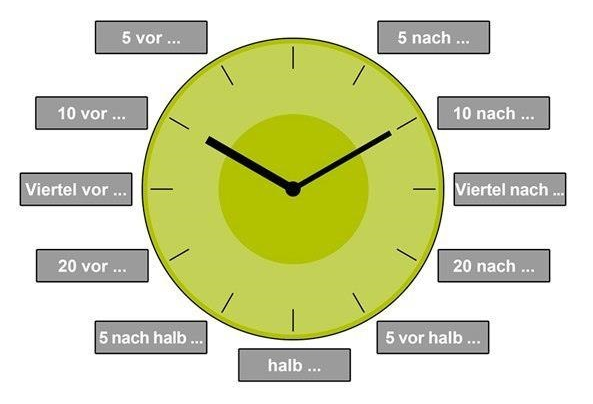 5 vor ...
5 nach ...
10 vor ...
10 nach ...
Viertel vor ...
Viertel nach ...
20 vor ...
20 nach ...
5 nach halb ...
5 vor halb ...
halb ...